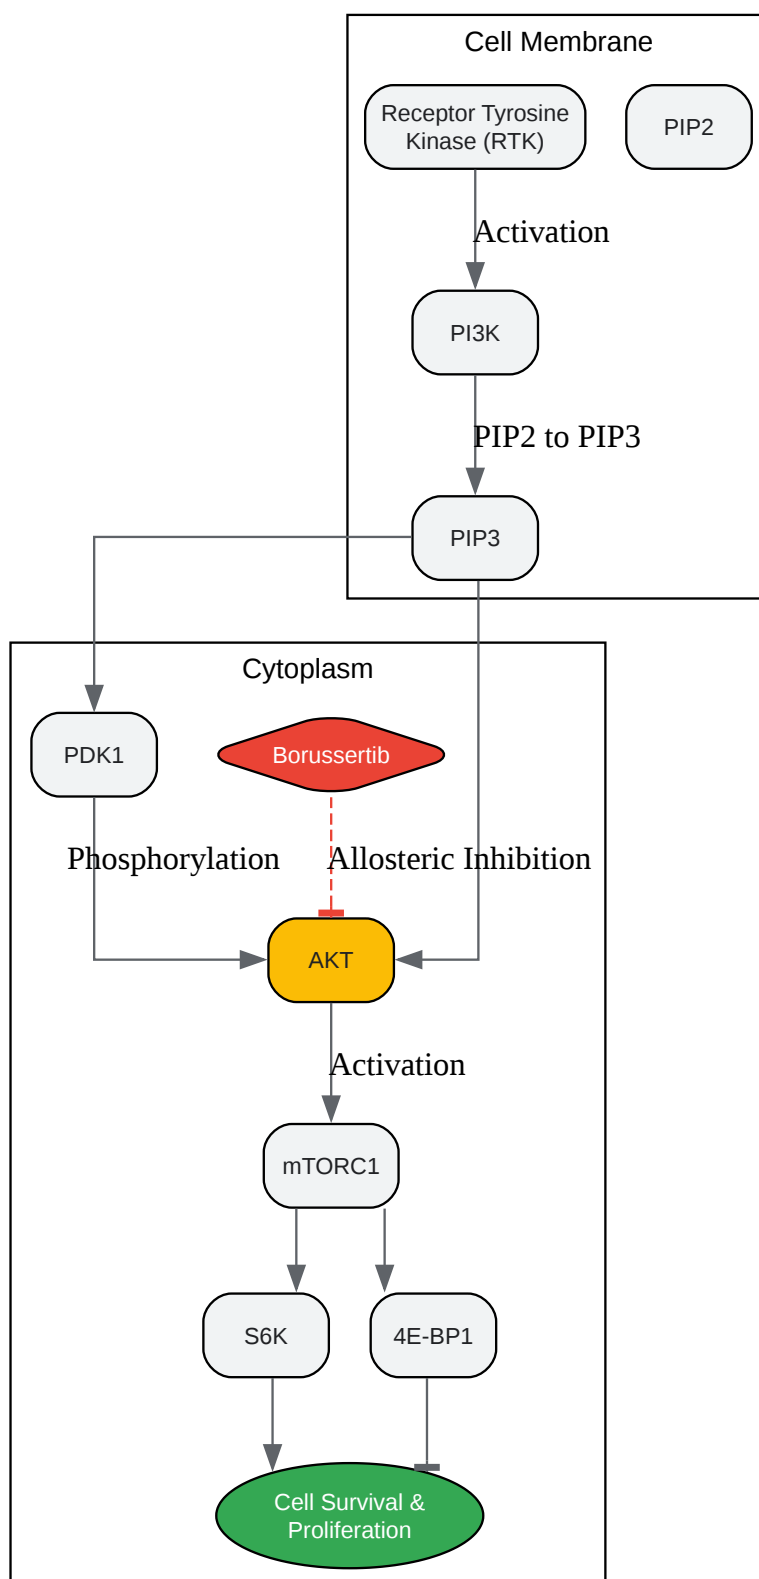 Cell Membrane
Receptor Tyrosine
Kinase (RTK)
PIP2
Activation
PI3K
PIP2 to PIP3
PIP3
Cytoplasm
PDK1
Borussertib
Phosphorylation
Allosteric Inhibition
AKT
Activation
mTORC1
S6K
4E-BP1
Cell Survival &
Proliferation